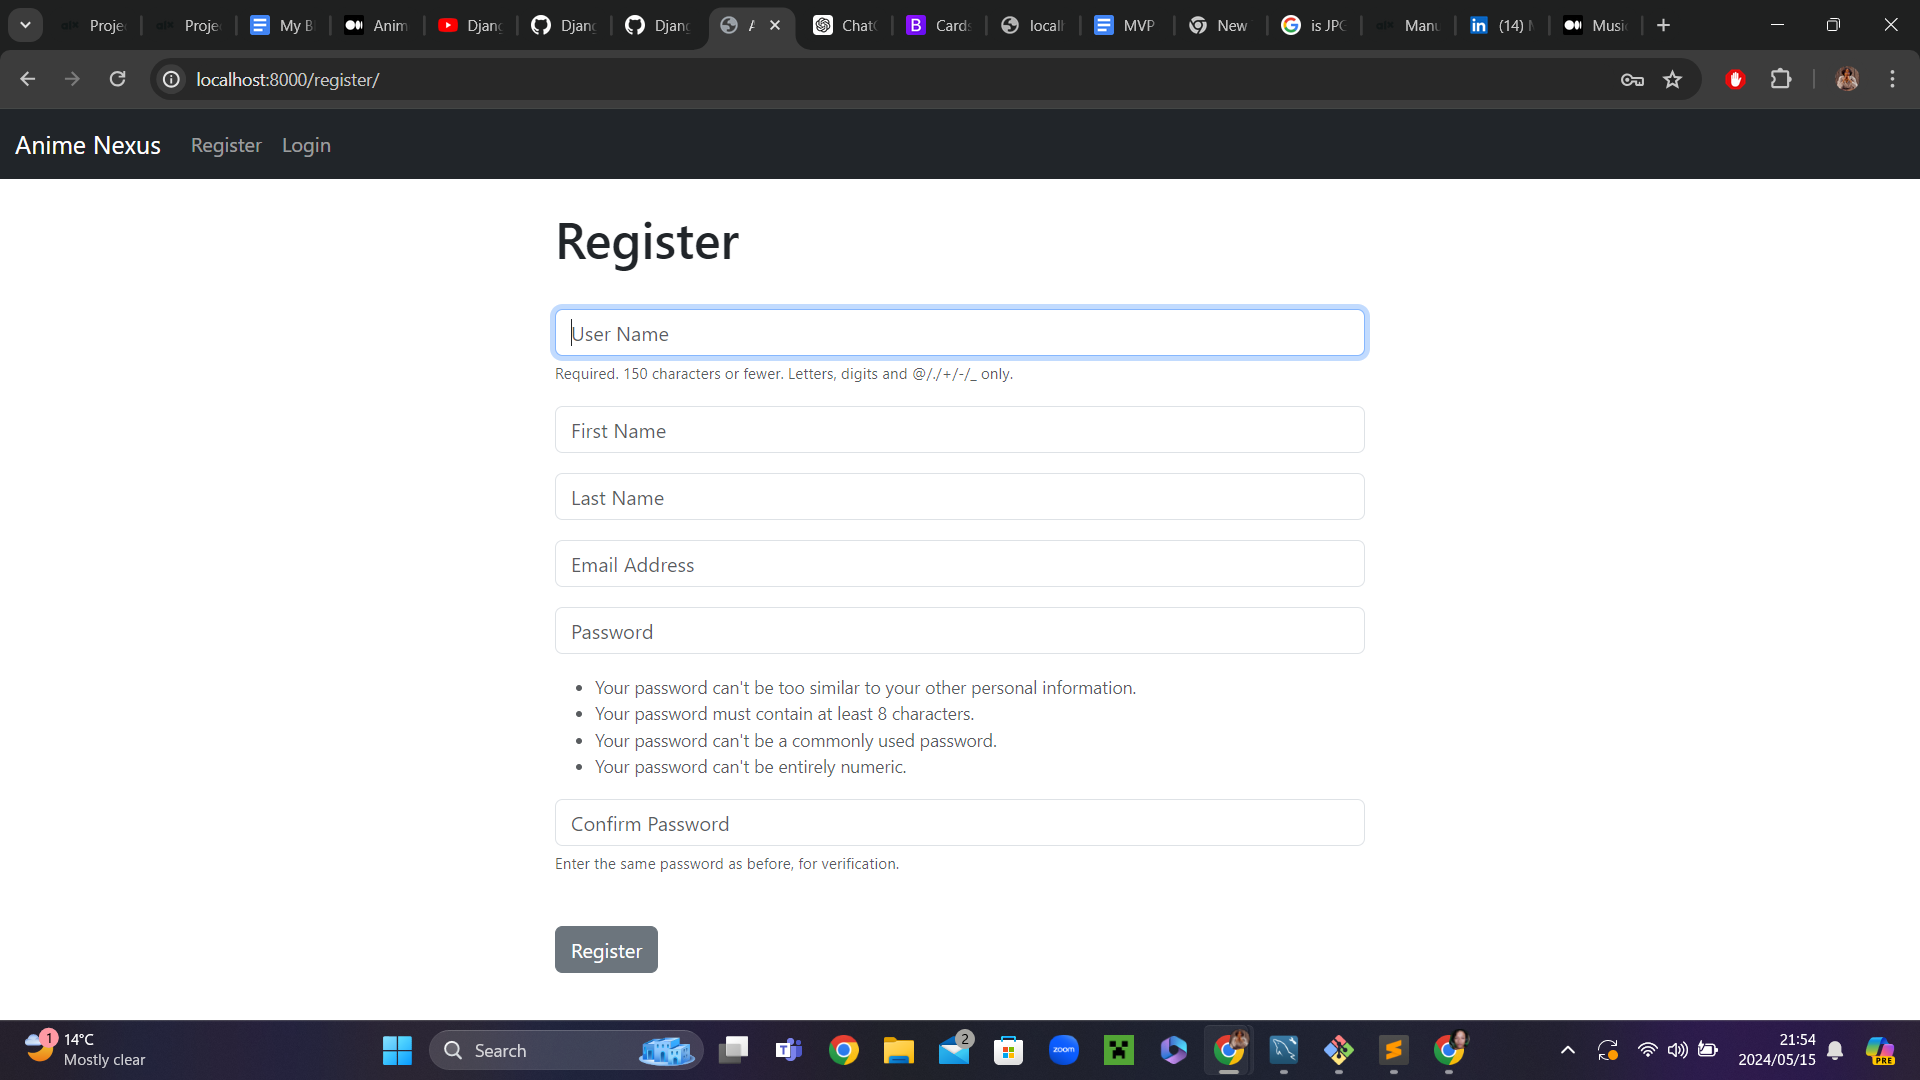 Proje
Proje
My B
Anim
Djang
Djang
Djang
A
ChatG
Cards
localh
MVP
New
is JPG
Manu
(14)
Music
localhost:8000/register/
Anime Nexus Register Login
Register
User Name
Required. 150 characters or fewer. Letters, digits and @/./+/-/_ only.
First Name
Last Name
Email Address
Password
Your password can't be too similar to your other personal information.
Your password must contain at least 8 characters.
Your password can't be a commonly used password.
Your password can't be entirely numeric.
Confirm Password
Enter the same password as before, for verification.
Register
1
14°C
Mostly clear
Search
2
zoom
PRE
21:54
2024/05/15